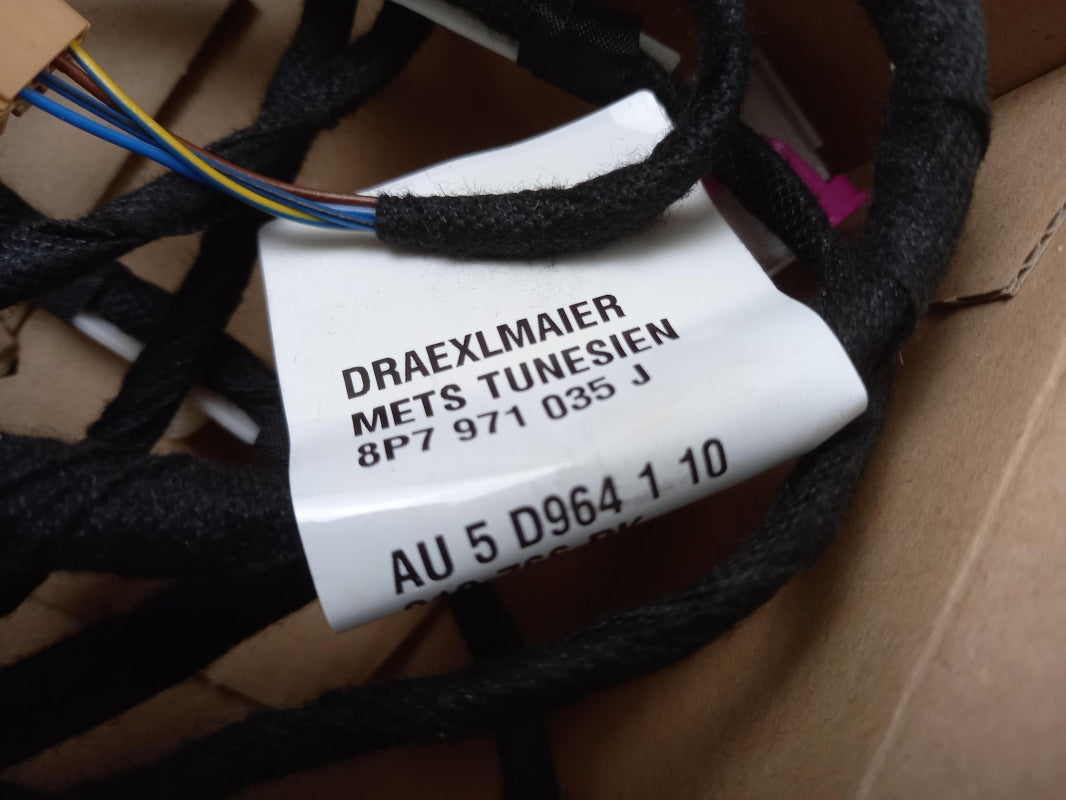 DRAEXLMAIER
METS TUNESIEN
8P7 971 035 J
AU 5 D964 1 10